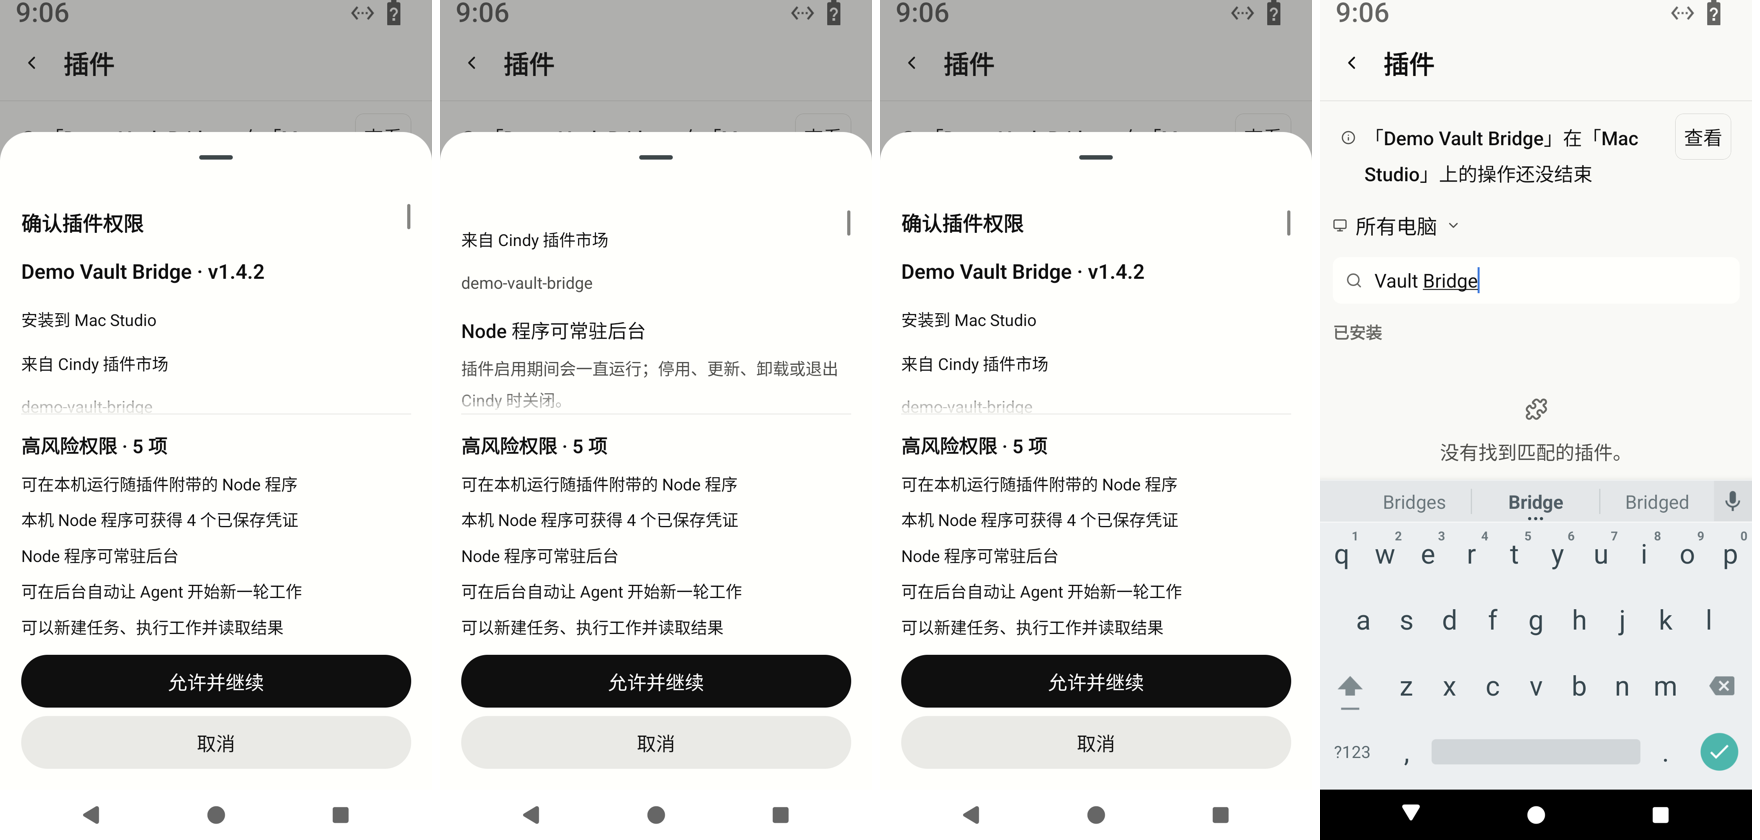 9:06
插件
确认插件权限
Demo Vault Bridge · v1.4.2
安装到 Mac Studio
来自 Cindy 插件市场
demo-vault-bridge
高风险权限 · 5 项
可在本机运行随插件附带的 Node 程序
本机 Node 程序可获得 4 个已保存凭证
Node 程序可常驻后台
可在后台自动让 Agent 开始新一轮工作
可以新建任务、执行工作并读取结果
允许并继续
取消
9:06
插件
来自 Cindy 插件市场
demo-vault-bridge
Node 程序可常驻后台
插件启用期间会一直运行；停用、更新、卸载或退出
Cindy 时关闭。
高风险权限 · 5 项
可在本机运行随插件附带的 Node 程序
本机 Node 程序可获得 4 个已保存凭证
Node 程序可常驻后台
可在后台自动让 Agent 开始新一轮工作
可以新建任务、执行工作并读取结果
允许并继续
取消
9:06
插件
确认插件权限
Demo Vault Bridge · v1.4.2
安装到 Mac Studio
来自 Cindy 插件市场
demo-vault-bridge
高风险权限 · 5 项
可在本机运行随插件附带的 Node 程序
本机 Node 程序可获得 4 个已保存凭证
Node 程序可常驻后台
可在后台自动让 Agent 开始新一轮工作
可以新建任务、执行工作并读取结果
允许并继续
取消
9:06
插件
「Demo Vault Bridge」在「Mac
Studio」上的操作还没结束
查看
所有电脑
Vault Bridge
已安装
没有找到匹配的插件。
Bridges Bridge Bridged
1 2 3 4 5 6 7 8 9 0
q w e r t y u i o p
a s d f g h j k l
z x c v b n m
?123 , .